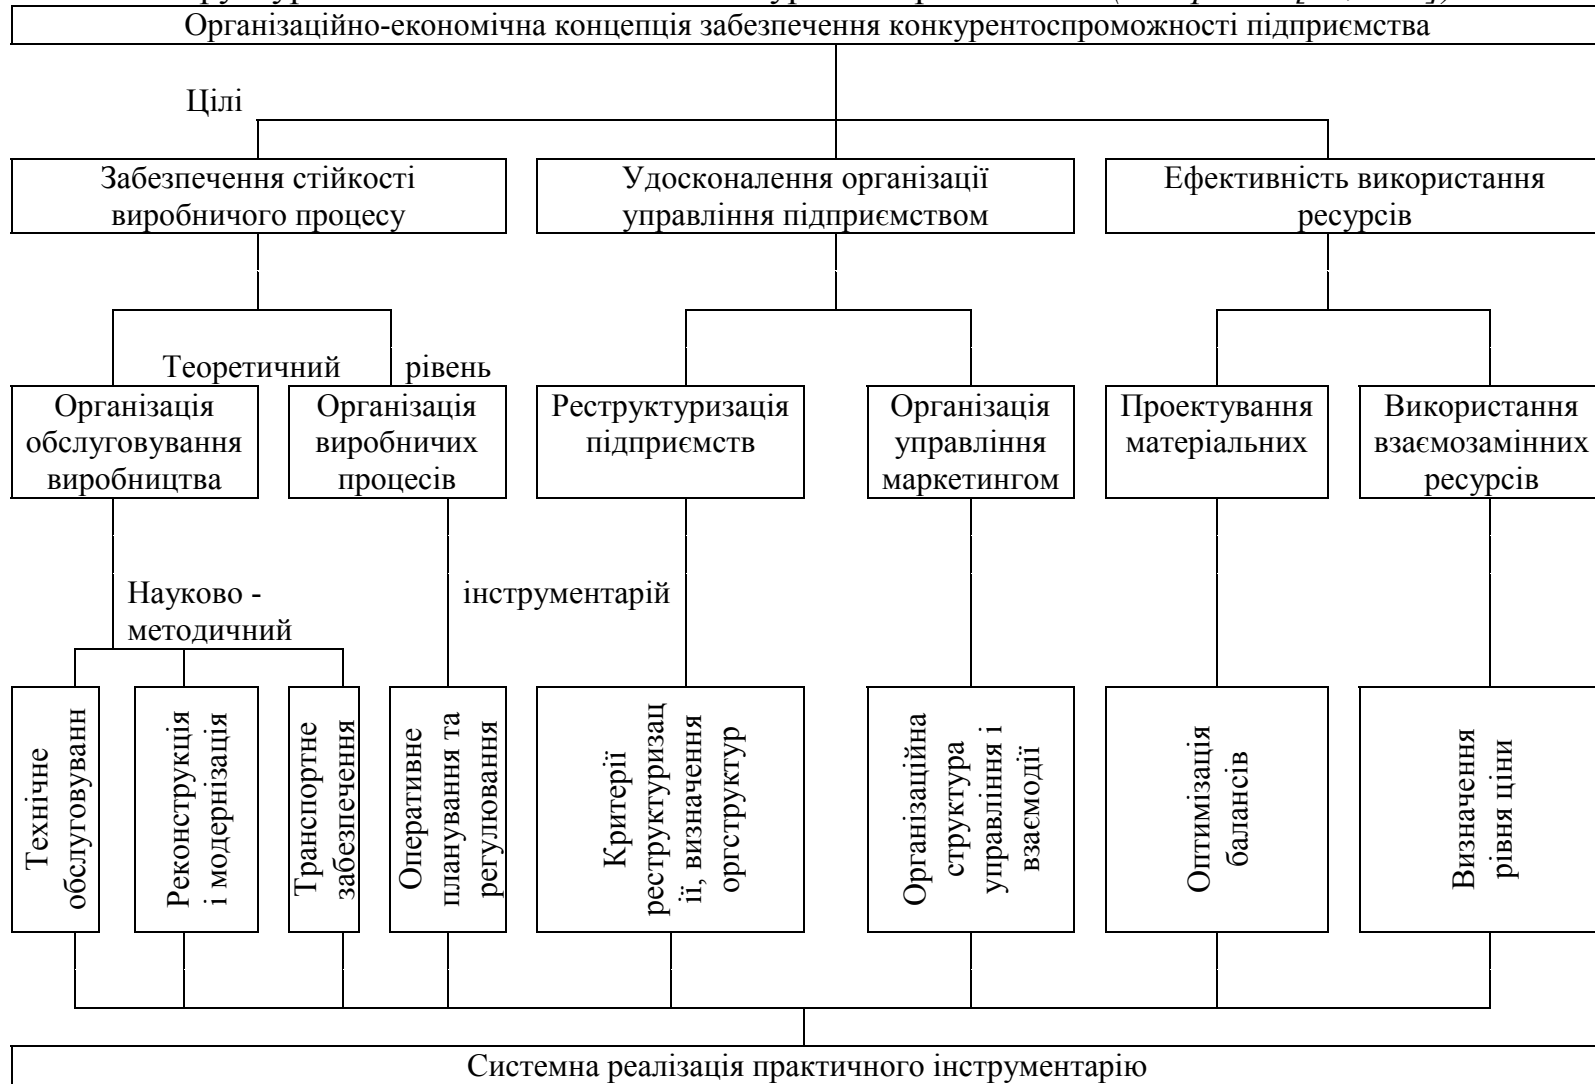 Організаційно-економічна концепція забезпечення конкурентоспроможності підприємства
Цілі
Забезпечення стійкості
виробничого процесу
Удосконалення організації
управління підприємством
Ефективність використання
ресурсів
Теоретичний рівень
Організація
обслуговування
виробництва
Організація
виробничих
процесів
Реструктуризація
підприємств
Організація
управління
маркетингом
Проектування
матеріальних
Використання
взаємозамінних
ресурсів
Науково -
методичний
інструментарій
Технічне
обслуговуванн
Реконструкція
і модернізація
Транспортне
забезпечення
Оперативне
планування та
регулювання
Критерії
реструктуризац
ії, визначення
оргструктур
Організаційна
структура
управління і
взаємодії
Оптимізація
балансів
Визначення
рівня ціни
Системна реалізація практичного інструментарію